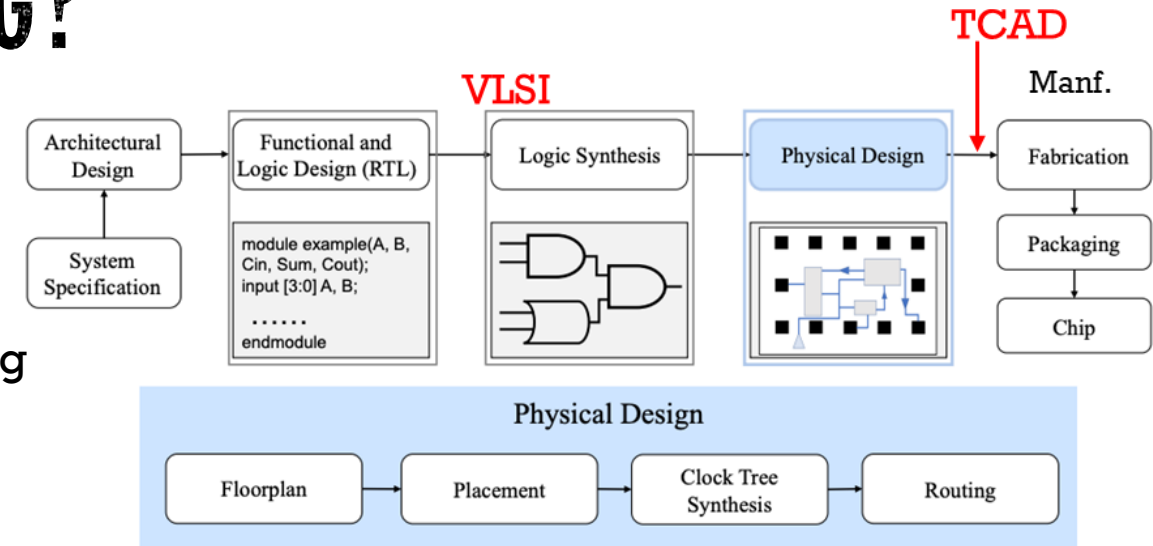 G?
TCAD
VLSI
Manf.
Architectural
Design
Functional and
Logic Design (RTL)
Logic Synthesis
Physical Design
Fabrication
System
Specification
module example(A, B,
Cin, Sum, Cout);
input [3:0] A, B;
......
endmodule
Packaging
Chip
g
Physical Design
Floorplan
Placement
Clock Tree
Synthesis
Routing